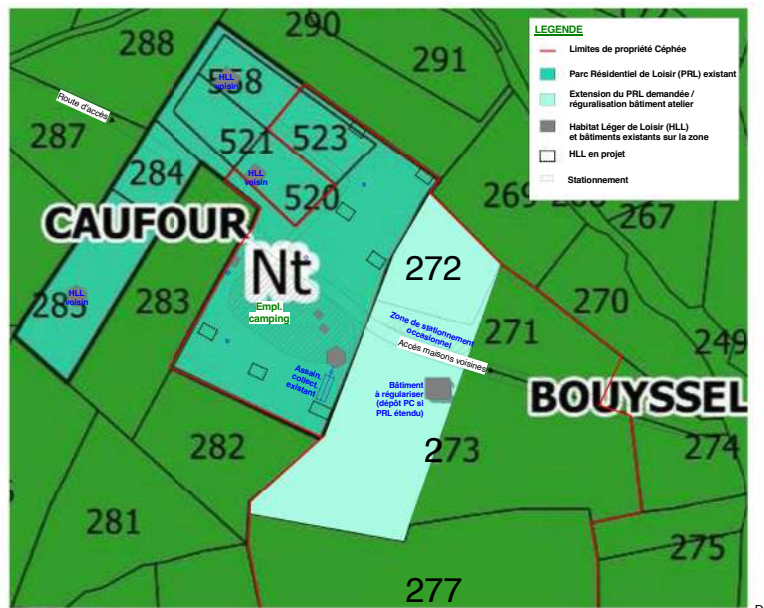 LEGENDE
Limites de propriété Céphée
Parc Résidentiel de Loisir (PRL) existant
Extension du PRL demandée /
réguralisation bâtiment atelier
Habitat Léger de Loisir (HLL)
et bâtiments existants sur la zone
HLL en projet
Stationnement
288
290
291
558
HLL
voisin
Route d'accès
287
521
523
284
HLL
voisin
520
269
267
CAUFOUR
Nt
272
285
HLL
voisin
283
Empl.
camping
270
271
249
Zone de stationnement
occasionnel
Accès maisons voisines
Assain.
collect.
existant
Bâtiment
à régulariser
(dépôt PC si
PRL étendu)
BOUYSSEL
282
273
274
281
275
277